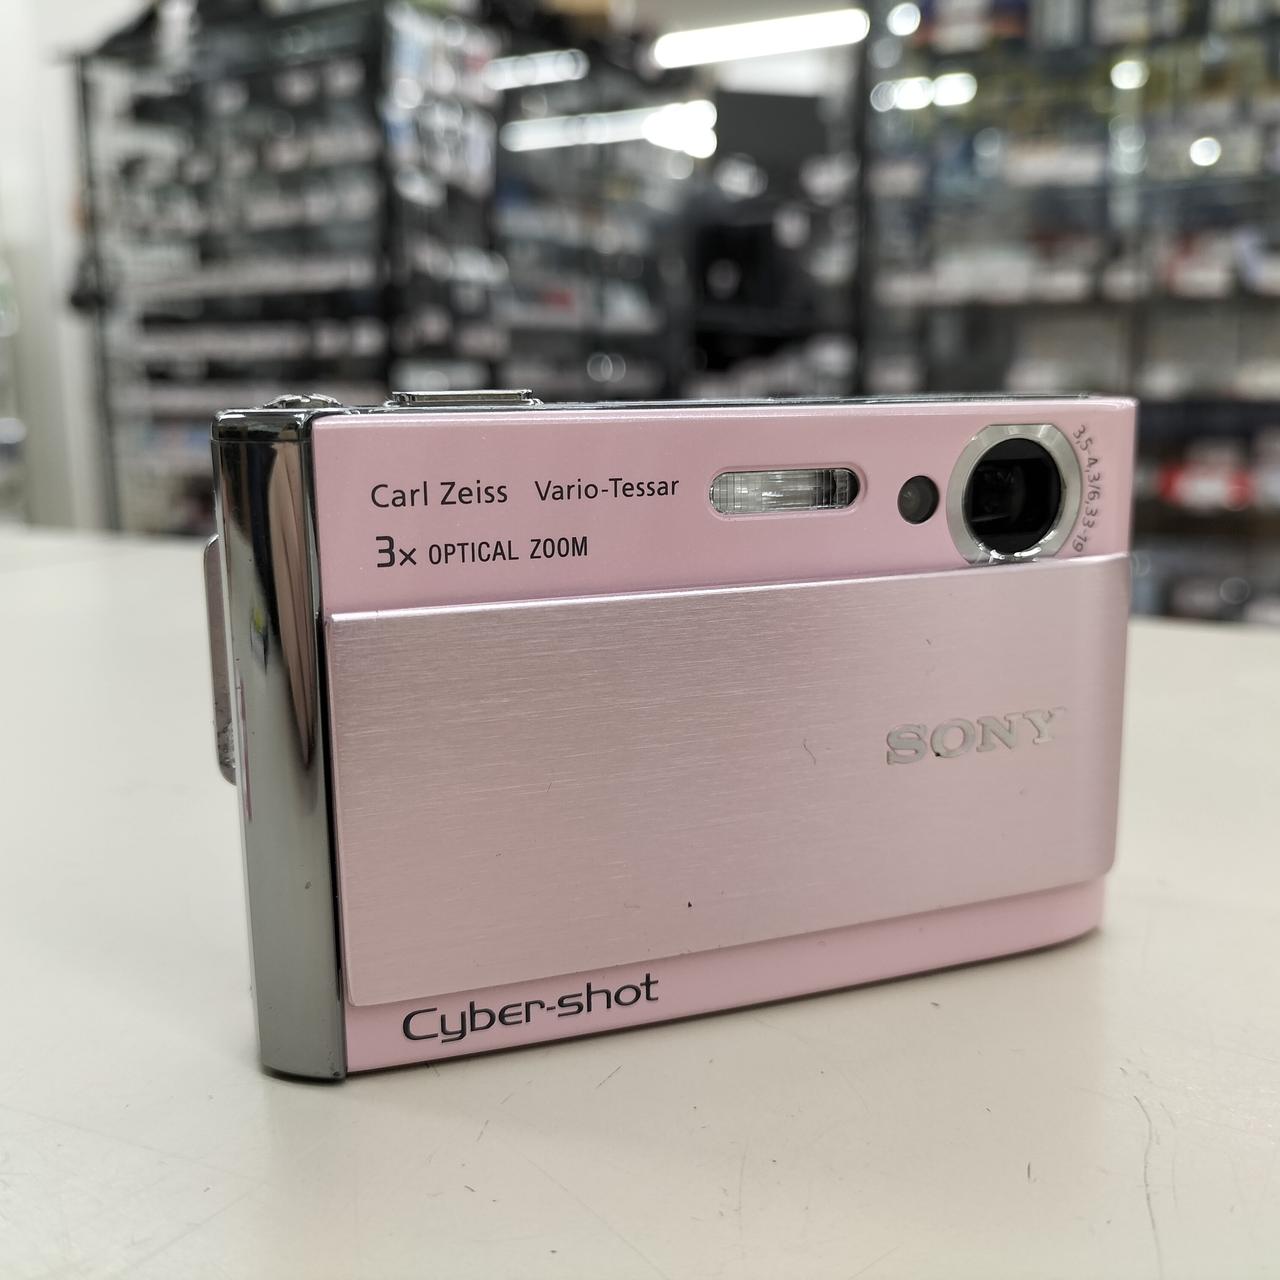 Carl Zeiss Vario-Tessar
3x OPTICAL ZOOM
3,5-4,3/6,33-19
SONY
Cyber-shot